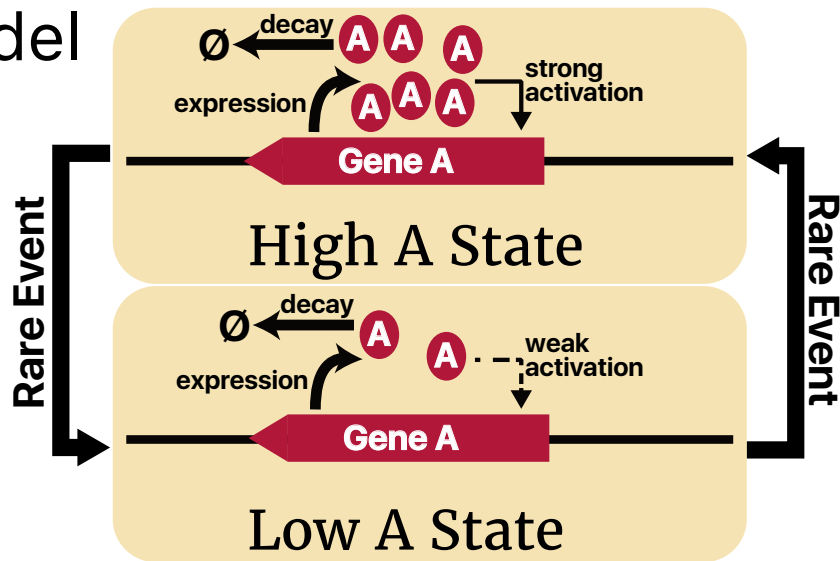 del
Ø
decay
A A A
A A A
expression
strong
activation
Gene A
High A State
Rare Event
Rare Event
Ø
decay
A
A
expression
weak
activation
Gene A
Low A State